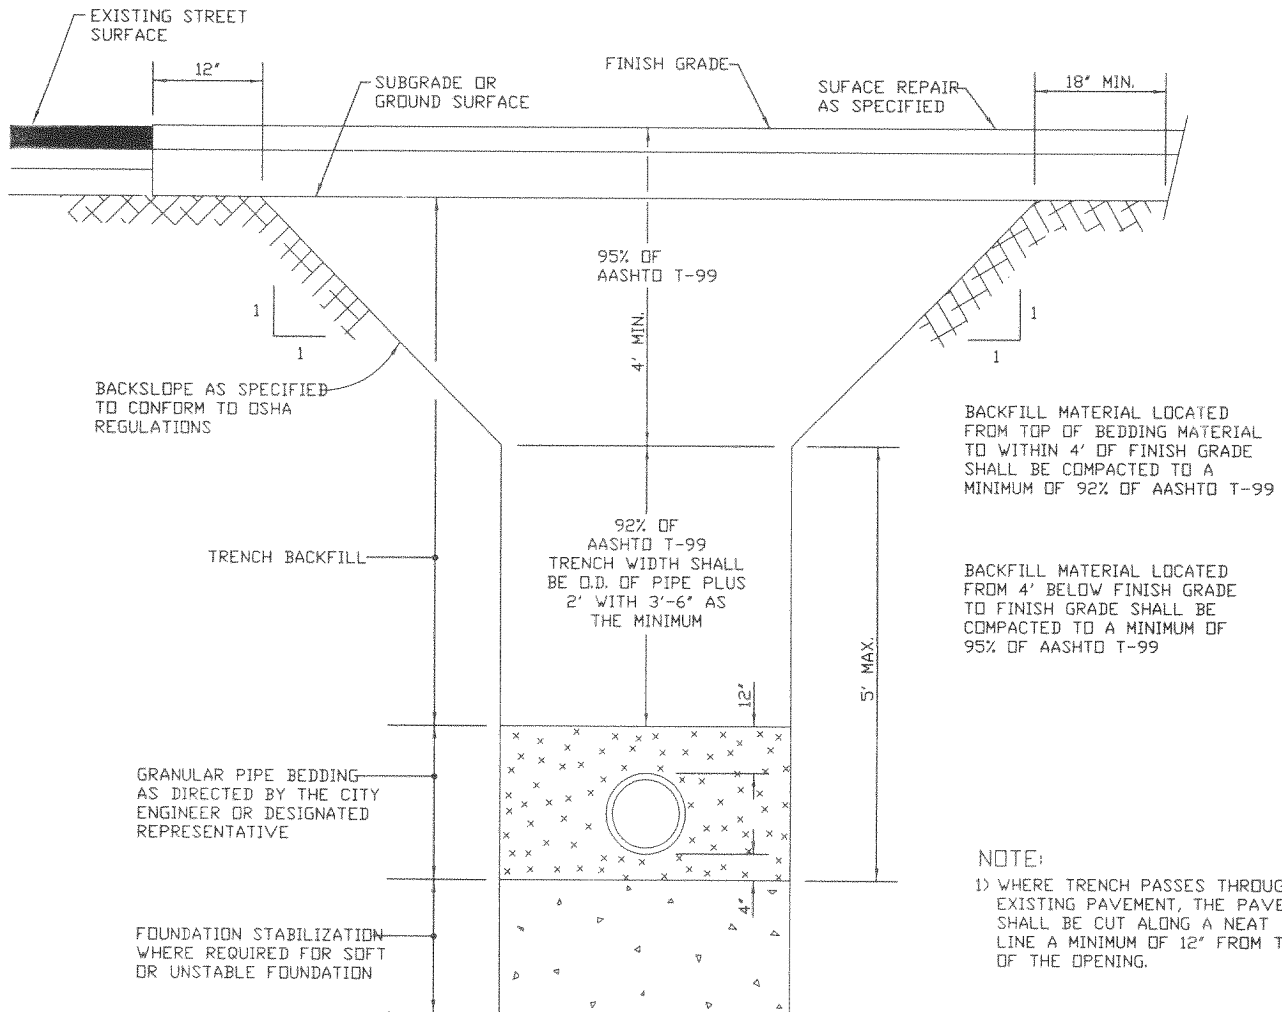 EXISTING STREET
SURFACE
12"
SUBGRADE OR
GROUND SURFACE
FINISH GRADE
SUFACE REPAIR
AS SPECIFIED
18" MIN.
95% OF
AASHTO T-99
4' MIN.
1
1
1
1
BACKSLOPE AS SPECIFIED
TO CONFORM TO OSHA
REGULATIONS
BACKFILL MATERIAL LOCATED
FROM TOP OF BEDDING MATERIAL
TO WITHIN 4' OF FINISH GRADE
SHALL BE COMPACTED TO A
MINIMUM OF 92% OF AASHTO T-99
TRENCH BACKFILL
92% OF
AASHTO T-99
TRENCH WIDTH SHALL
BE O.D. OF PIPE PLUS
2' WITH 3'-6" AS
THE MINIMUM
BACKFILL MATERIAL LOCATED
FROM 4' BELOW FINISH GRADE
TO FINISH GRADE SHALL BE
COMPACTED TO A MINIMUM OF
95% OF AASHTO T-99
5' MAX.
12"
GRANULAR PIPE BEDDING
AS DIRECTED BY THE CITY
ENGINEER OR DESIGNATED
REPRESENTATIVE
4"
FOUNDATION STABILIZATION
WHERE REQUIRED FOR SOFT
OR UNSTABLE FOUNDATION
NOTE:
1) WHERE TRENCH PASSES THROUG
EXISTING PAVEMENT, THE PAVE
SHALL BE CUT ALONG A NEAT
LINE A MINIMUM OF 12" FROM T
OF THE OPENING.